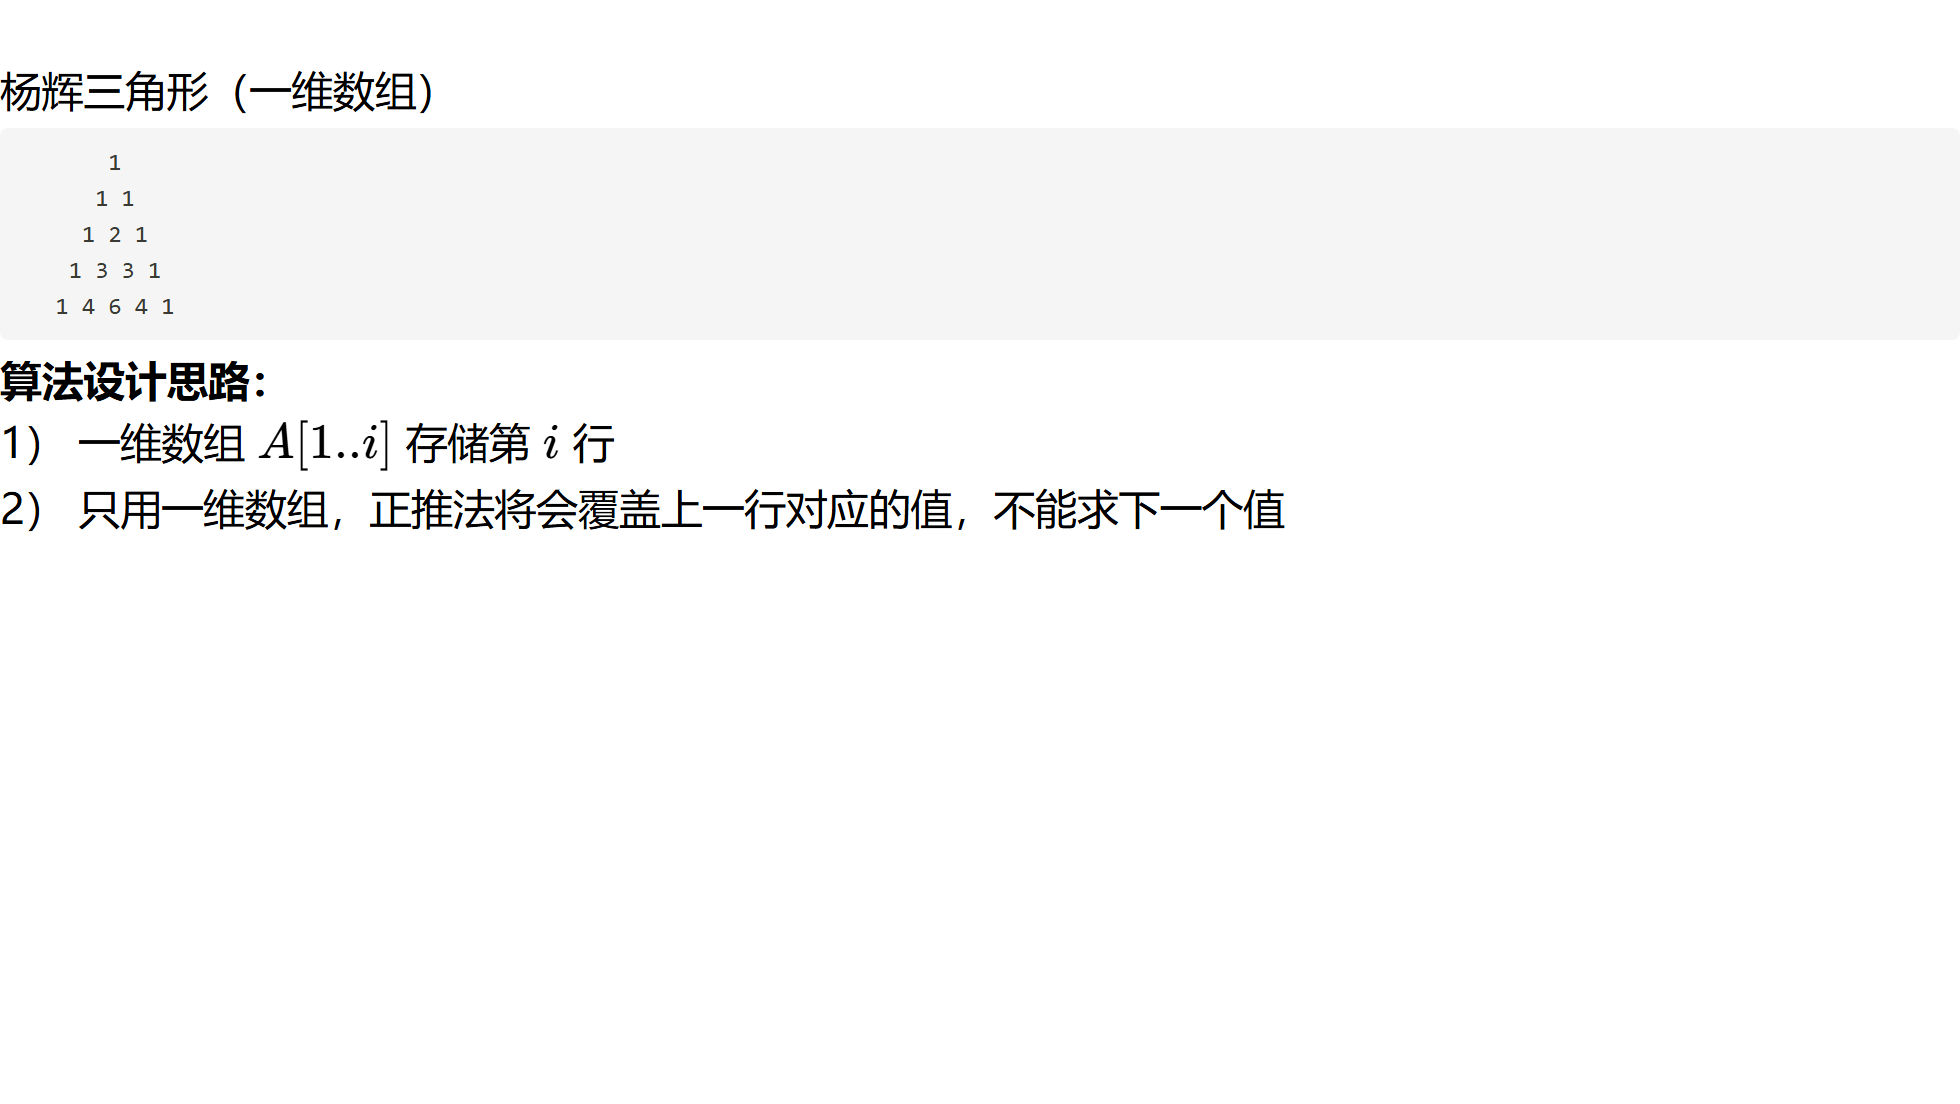 杨辉三角形（一维数组）
1
1 1
1 2 1
1 3 3 1
1 4 6 4 1
算法设计思路：
1） 一维数组 A[1..i] 存储第 i 行
2） 只用一维数组，正推法将会覆盖上一行对应的值，不能求下一个值